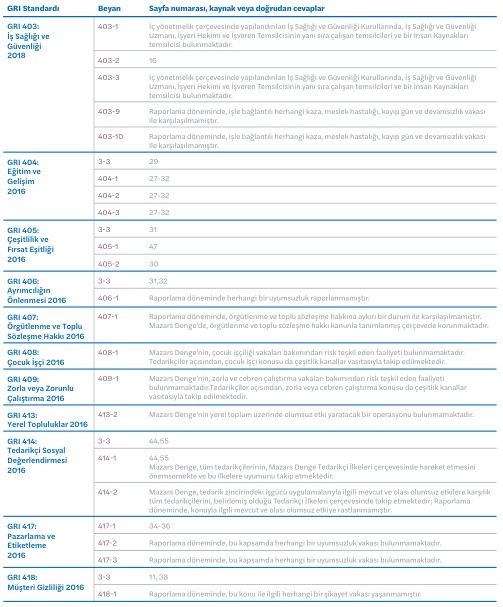 GRI Standardı Beyan Sayfa numarası, kaynak veya doğrudan cevaplar
GRI 403:
İş Sağlığı ve
Güvenliği
2018
403-1 İç yönetmelik çerçevesinde yapılandırılan İş Sağlığı ve Güvenliği Kurullarında, İş Sağlığı ve Güvenliği
Uzmanı, İşyeri Hekimi ve İşveren Temsilcisinin yanı sıra çalışan temsilcileri ve bir İnsan Kaynakları
temsilcisi bulunmaktadır.
403-2 16
403-3 İç yönetmelik çerçevesinde yapılandırılan İş Sağlığı ve Güvenliği Kurullarında, İş Sağlığı ve Güvenliği
Uzmanı, İşyeri Hekimi ve İşveren Temsilcisinin yanı sıra çalışan temsilcileri ve bir İnsan Kaynakları
temsilcisi bulunmaktadır.
403-9 Raporlama döneminde, işle bağlantılı herhangi kaza, meslek hastalığı, kayıp gün ve devamsızlık vakası
ile karşılaşılmamıştır.
403-10 Raporlama döneminde, işle bağlantılı herhangi kaza, meslek hastalığı, kayıp gün ve devamsızlık vakası
ile karşılaşılmamıştır.
GRI 404:
Eğitim ve
Gelişim
2016
3-3 29
404-1 27-32
404-2 27-32
404-3 27-32
GRI 405:
Çeşitlilik ve
Fırsat Eşitliği
2016
3-3 31
405-1 47
405-2 30
GRI 406:
Ayrımcılığın
Önlenmesi 2016
3-3 31,32
406-1 Raporlama döneminde herhangi bir uyumsuzluk raporlanmamıştır.
GRI 407:
Örgütlenme ve Toplu
Sözleşme Hakkı 2016
407-1 Raporlama döneminde, örgütlenme ve toplu sözleşme hakkına aykırı bir durum ile karşılaşılmamıştır.
Mazars Denge'de, örgütlenme ve toplu sözleşme hakkı kanunla tanımlanmış çerçevede korunmaktadır.
GRI 408:
Çocuk İşçi 2016
408-1 Mazars Denge'nin, çocuk işçiliği vakaları bakımından risk teşkil eden faaliyeti bulunmamaktadır.
Tedarikçiler açısından, çocuk işçi konusu da çeşitlik kanallar vasıtasıyla takip edilmektedir.
GRI 409:
Zorla veya Zorunlu
Çalıştırma 2016
409-1 Mazars Denge'nin, zorla ve cebren çalıştırma vakaları bakımından risk teşkil eden faaliyeti
bulunmamaktadır.Tedarikçiler açısından, zorla veya cebren çalıştırma konusu da çeşitlik kanallar
vasıtasıyla takip edilmektedir.
GRI 413:
Yerel Topluluklar 2016
413-2 Mazars Denge'nin yerel toplum üzerinde olumsuz etki yaratacak bir operasyonu bulunmamaktadır.
GRI 414:
Tedarikçi Sosyal
Değerlendirmesi
2016
3-3 44,55
414-1 44,55
Mazars Denge, tüm tedarikçilerinin, Mazars Denge Tedarikçi İlkeleri çerçevesinde hareket etmesini
önemsemekte ve bu ilkelere uyumunu takip etmektedir.
414-2 Mazars Denge, tedarik zincirindeki işgücü uygulamalarıyla ilgili mevcut ve olası olumsuz etkilere karşılık
tüm tedarikçilerini, belirlemiş olduğu Tedarikçi İlkeleri çerçevesinde takip etmektedir; Raporlama
döneminde, konuyla ilgili mevcut ve olası olumsuz etkiye rastlanmamıştır.
GRI 417:
Pazarlama ve
Etiketleme
2016
417-1 34-36
417-2 Raporlama döneminde, bu kapsamda herhangi bir uyumsuzluk vakası bulunmamaktadır.
417-3 Raporlama döneminde, bu kapsamda herhangi bir uyumsuzluk vakası bulunmamaktadır.
GRI 418:
Müşteri Gizliliği 2016
3-3 11, 38
418-1 Raporlama döneminde, bu konu ile ilgili herhangi bir şikayet vakası yaşanmamıştır.